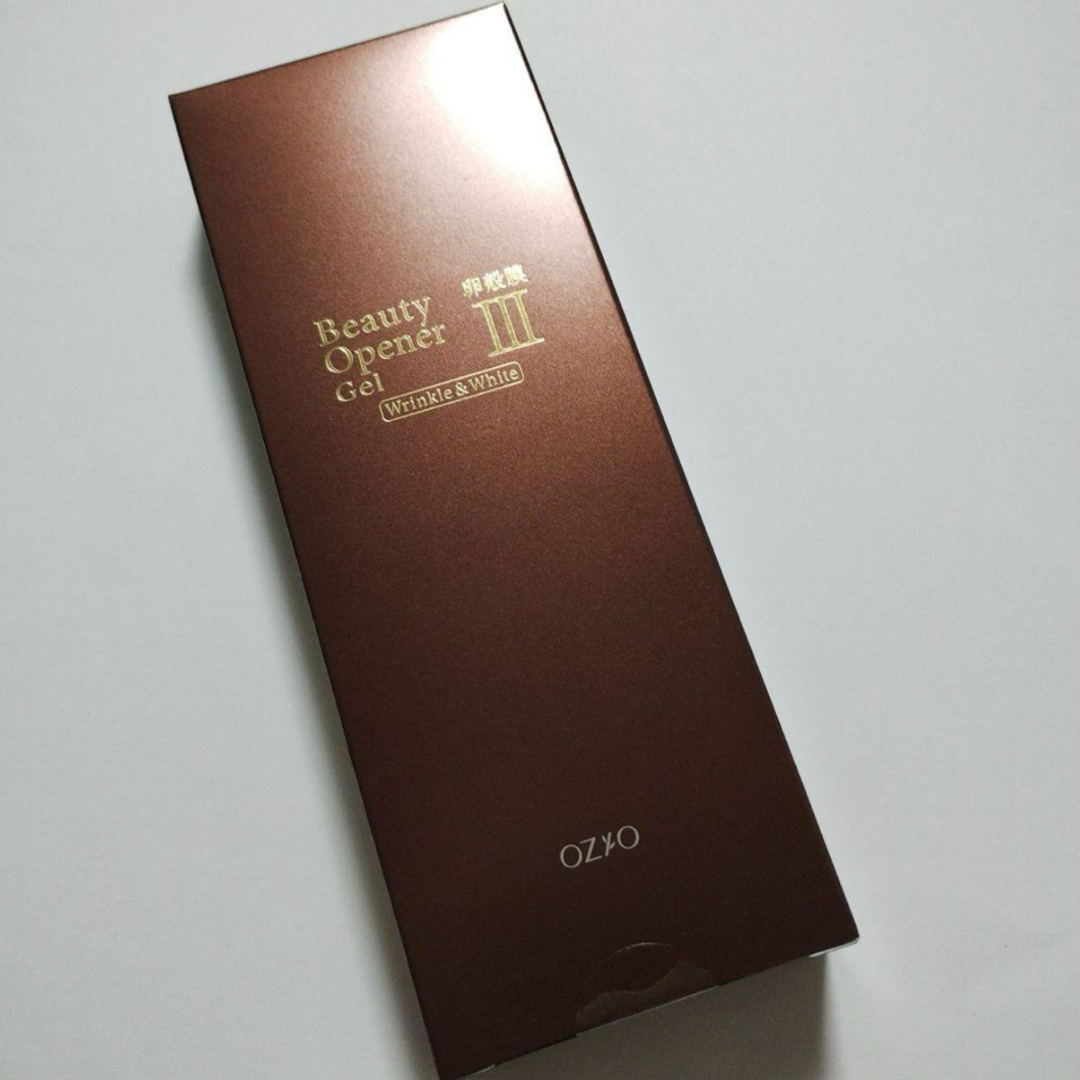 Beauty
Opener
Gel
卵殻膜
III
Wrinkle&White
OZIO